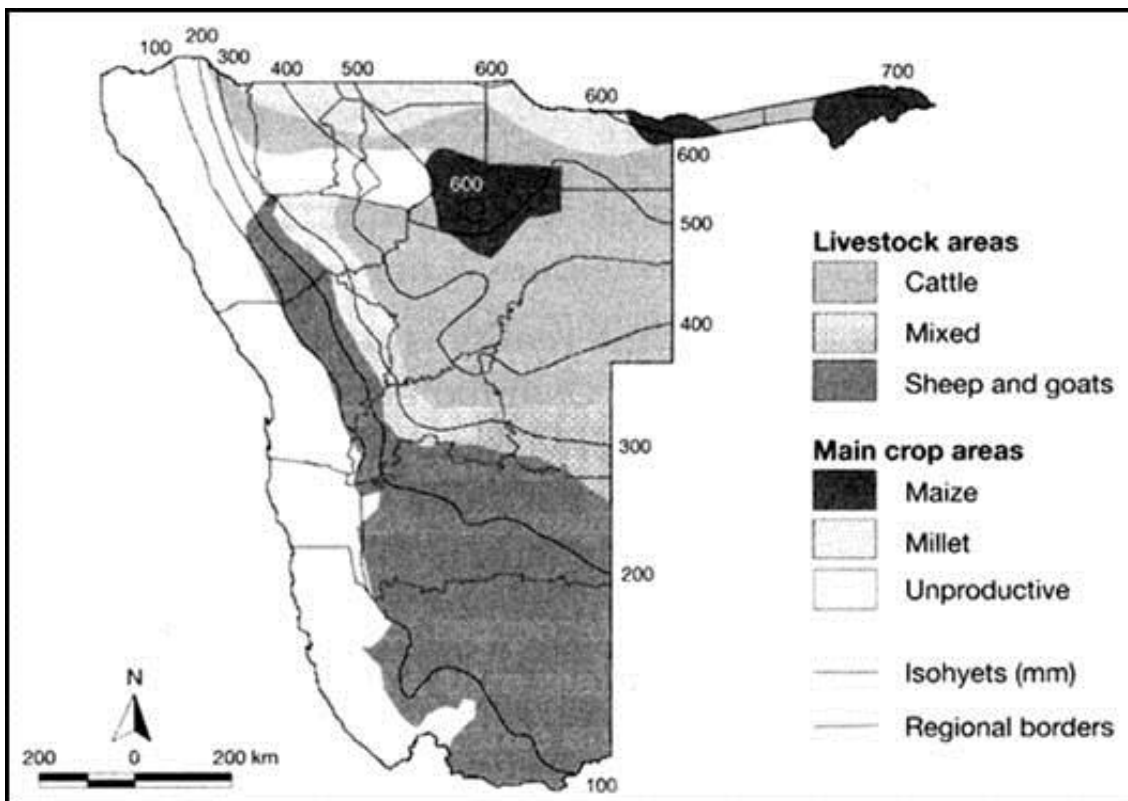 100
200
300
400
500
600
600
700
600
600
500
400
300
200
100
Livestock areas
Cattle
Mixed
Sheep and goats
Main crop areas
Maize
Millet
Unproductive
Isohyets (mm)
Regional borders
N
200 0 200 km